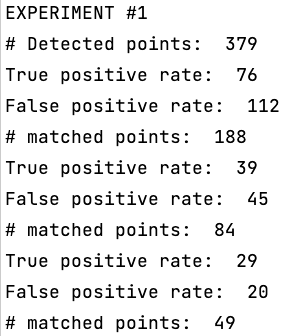 EXPERIMENT #1
# Detected points:  379
True positive rate:  76
False positive rate:  112
# matched points:  188
True positive rate:  39
False positive rate:  45
# matched points:  84
True positive rate:  29
False positive rate:  20
# matched points:  49